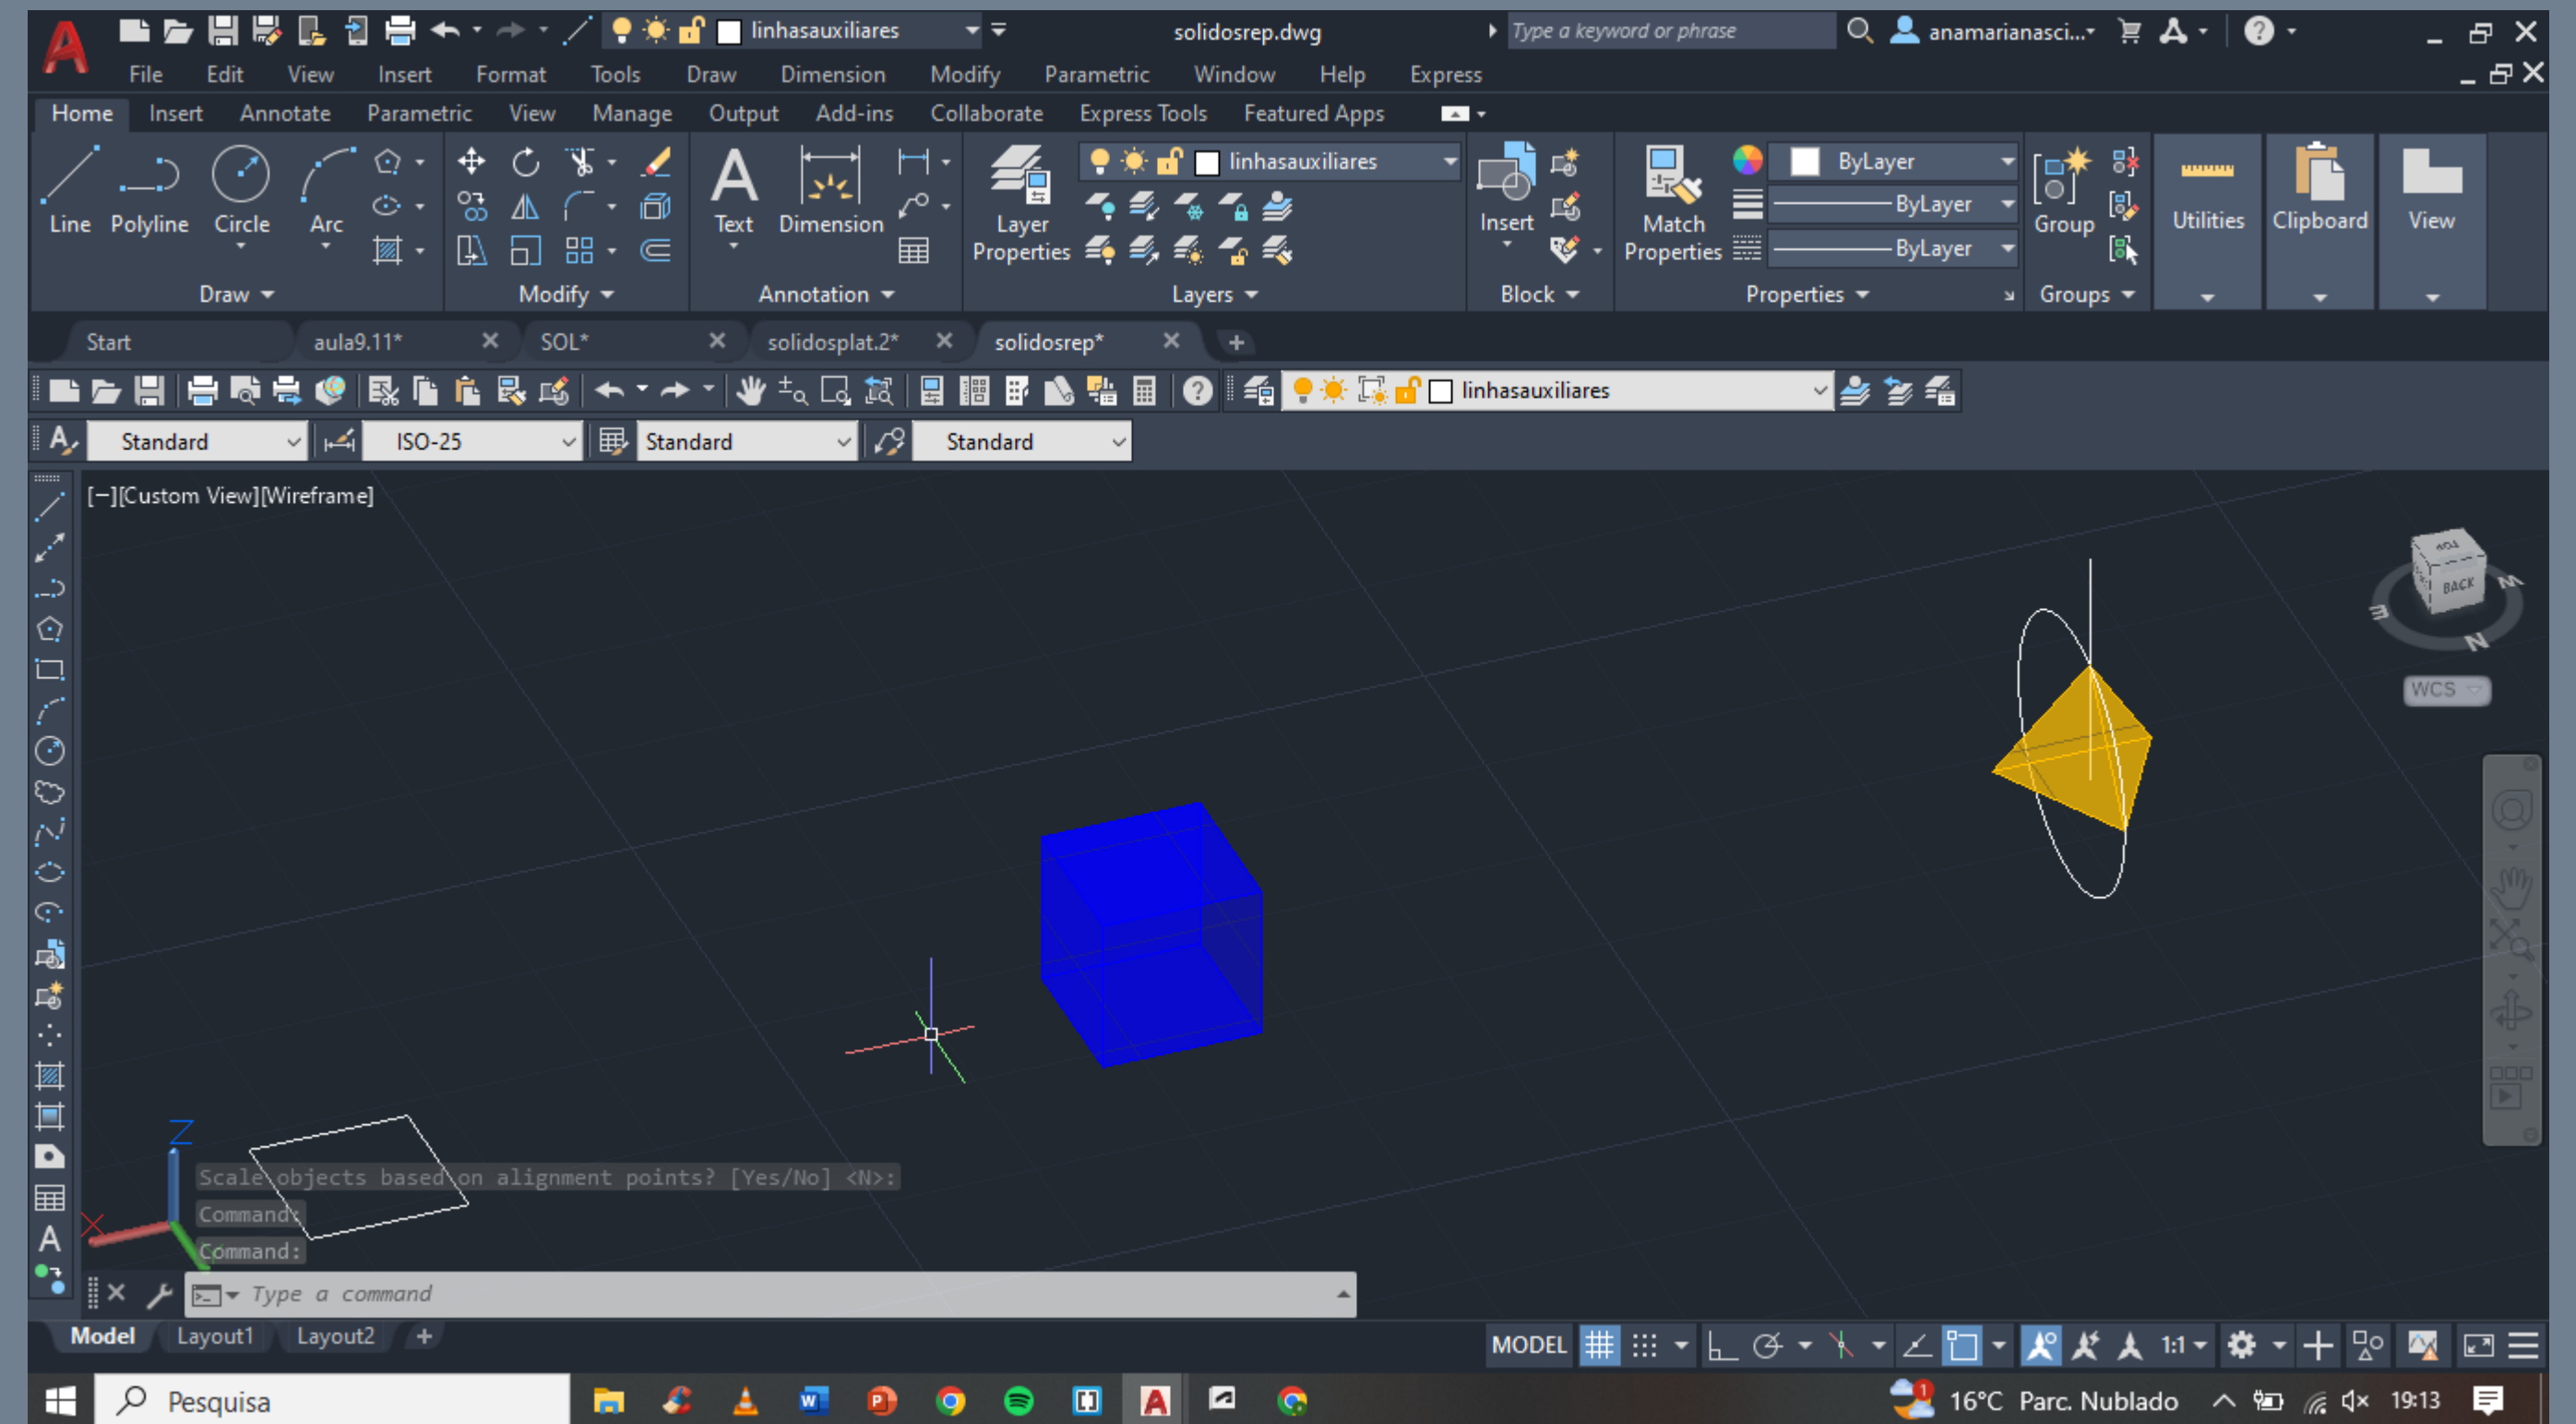 linhasauxiliares
solidosrep.dwg
Type a keyword or phrase
anamarianasci...
File Edit View Insert Format Tools Draw Dimension Modify Parametric Window Help Express
Home Insert Annotate Parametric View Manage Output Add-ins Collaborate Express Tools Featured Apps
linhasauxiliares
ByLayer
ByLayer
ByLayer
Line Polyline Circle Arc
Text Dimension
Layer Properties
Insert
Match Properties
Group
Utilities
Clipboard
View
Draw Modify Annotation Layers Block Properties Groups
Start aula9.11* SOL* solidosplat.2* solidosrep*
linhasauxiliares
Standard ISO-25 Standard Standard
[−][Custom View][Wireframe]
TOP
BACK
W
E
N
WCS
Z
X
Scale objects based on alignment points? [Yes/No] <N>:
Command:
Command:
Type a command
Model Layout1 Layout2
MODEL 1:1
Pesquisa
1
16°C Parc. Nublado 19:13